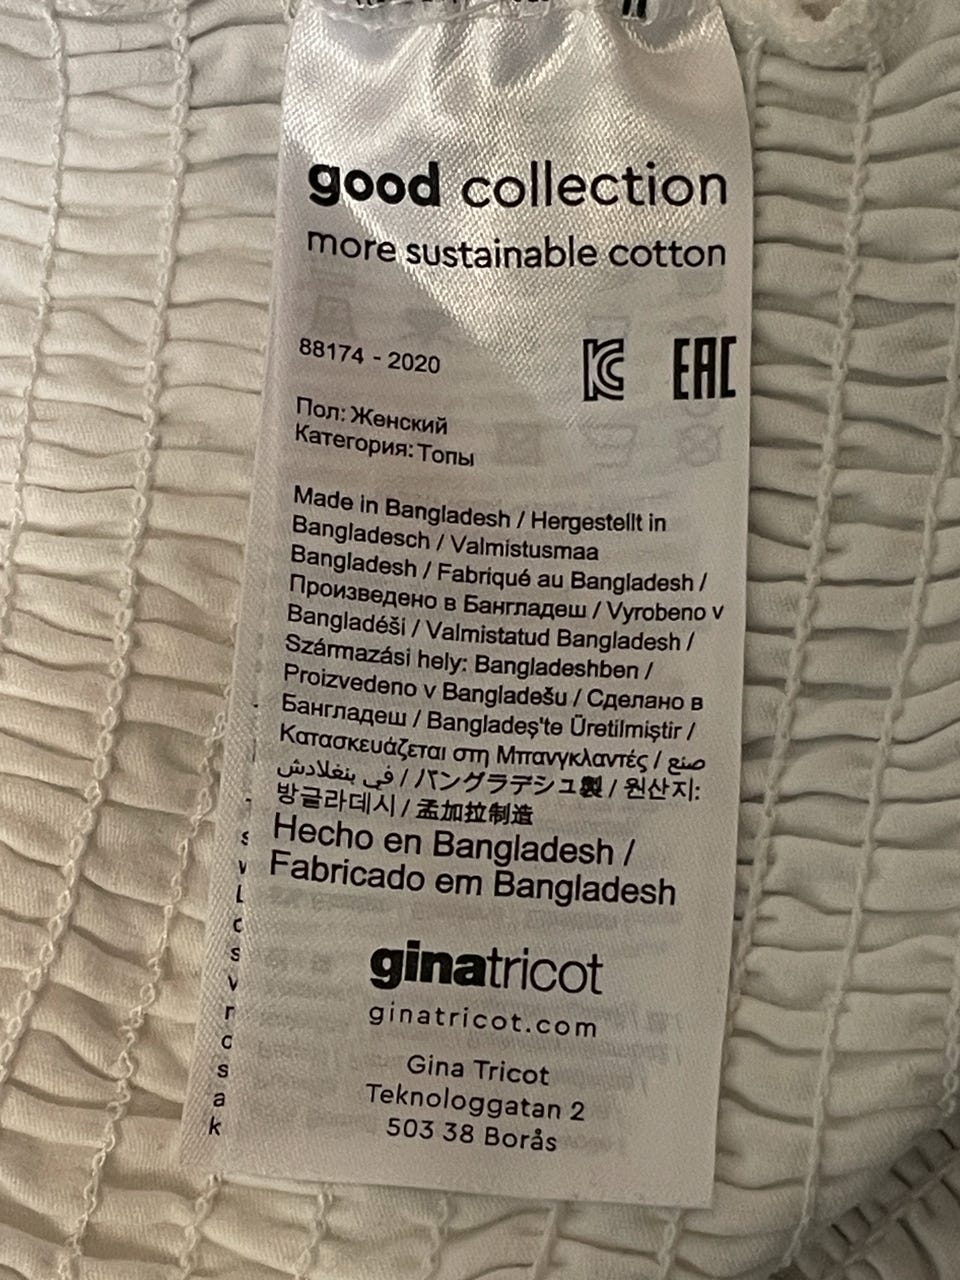 good collection
more sustainable cotton
88174 - 2020
EAC
Пол: Женский
Категория: Топы
Made in Bangladesh / Hergestellt in
Bangladesch / Valmistusmaa
Bangladesh / Fabriqué au Bangladesh /
Произведено в Бангладеш / Vyrobeno v
Bangladéši / Valmistatud Bangladesh /
Származási hely: Bangladeshben /
Proizvedeno v Bangladešu / Сделано в
Бангладеш / Bangladeş'te Üretilmiştir /
Κατασκευάζεται στη Μπανγκλαντές / صنع
في بنغلادش / バングラデシュ製 / 원산지:
방글라데시 / 孟加拉制造
Hecho en Bangladesh /
Fabricado em Bangladesh
ginatricot
ginatricot.com
Gina Tricot
Teknologgatan 2
503 38 Borås